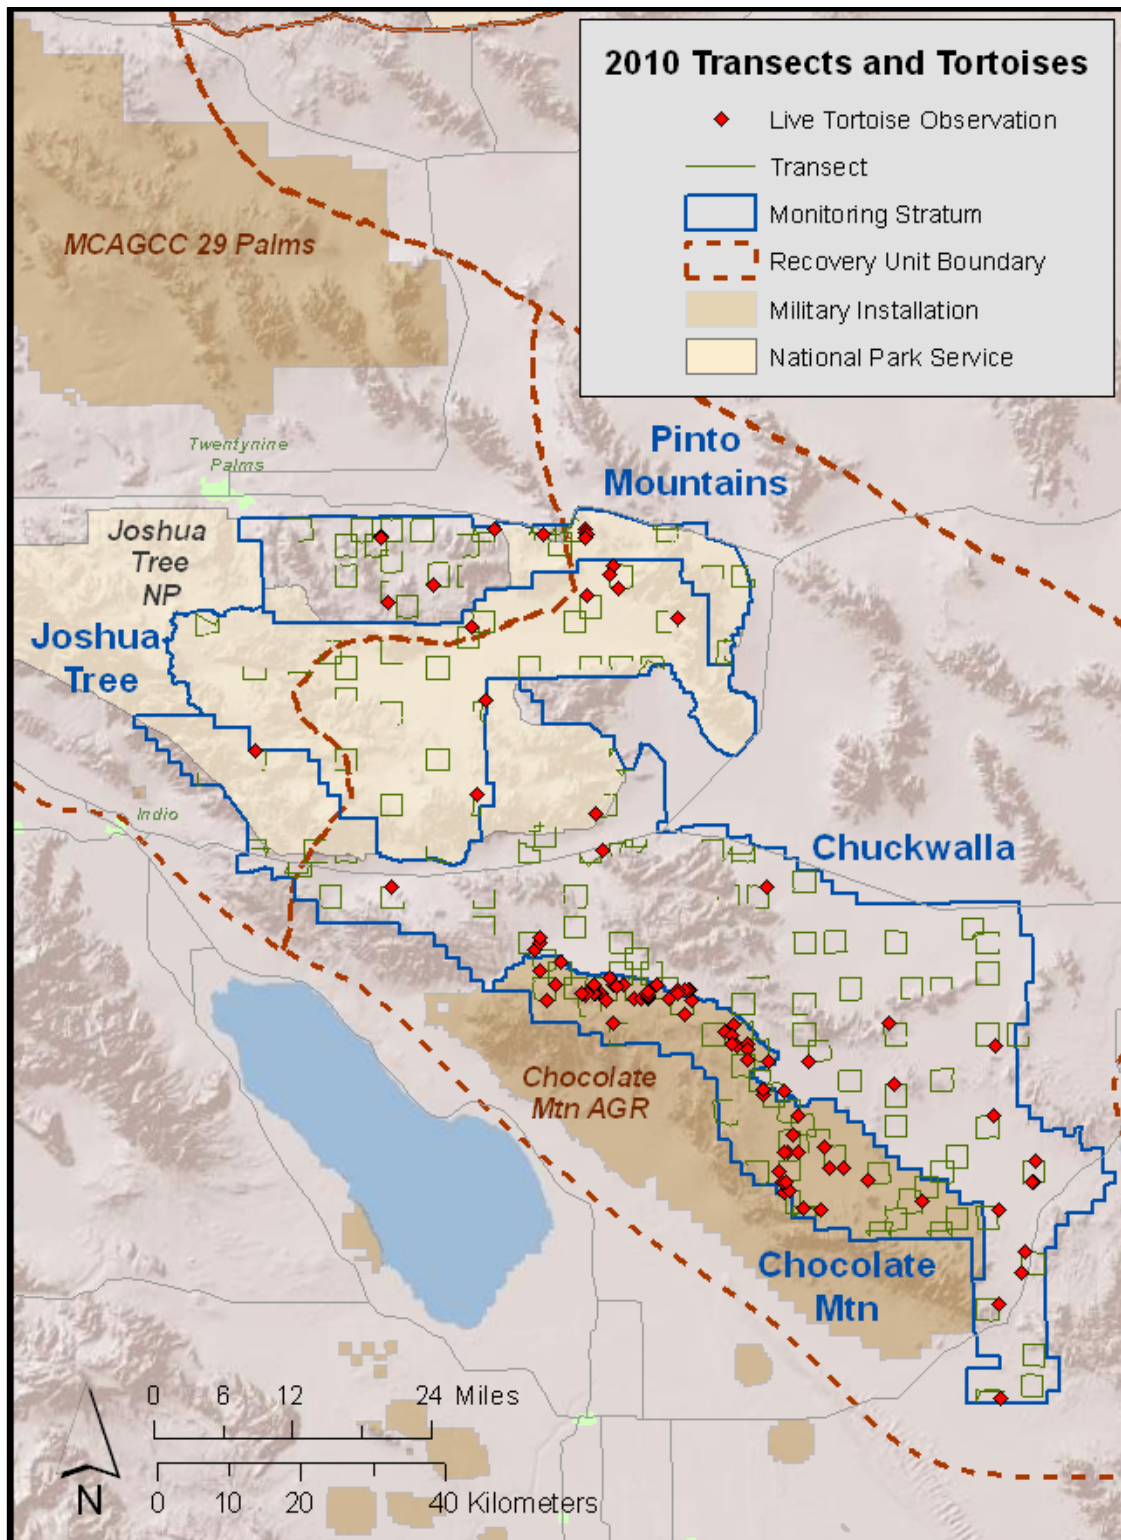 2010 Transects and Tortoises
Live Tortoise Observation
Transect
Monitoring Stratum
Recovery Unit Boundary
Military Installation
National Park Service
MCAGCC 29 Palms
Twentynine
Palms
Pinto
Mountains
Joshua
Tree
NP
Joshua
Tree
Indio
Chuckwalla
Chocolate
Mtn AGR
Chocolate
Mtn
0 6 12 24 Miles
0 10 20 40 Kilometers
N